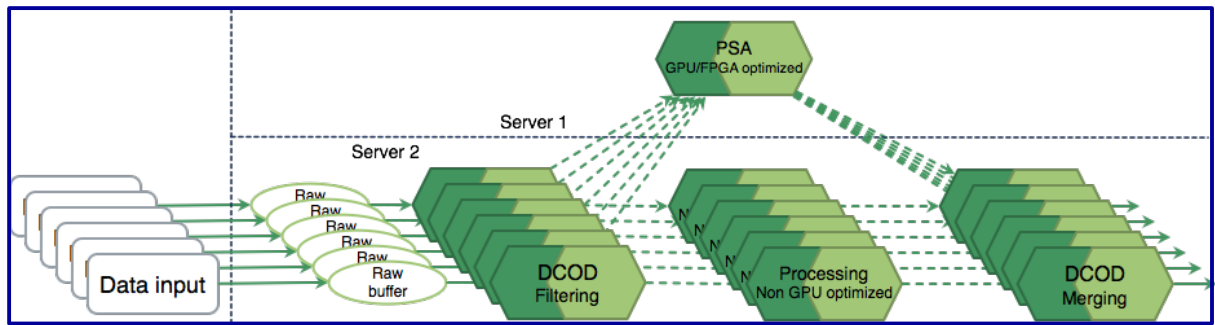 PSA
GPU/FPGA optimized
Server 1
Server 2
Raw
Raw
Raw
Raw
Raw
Raw
buffer
Data input
DCOD
Filtering
N
N
N
N
N
Processing
Non GPU optimized
DCOD
Merging